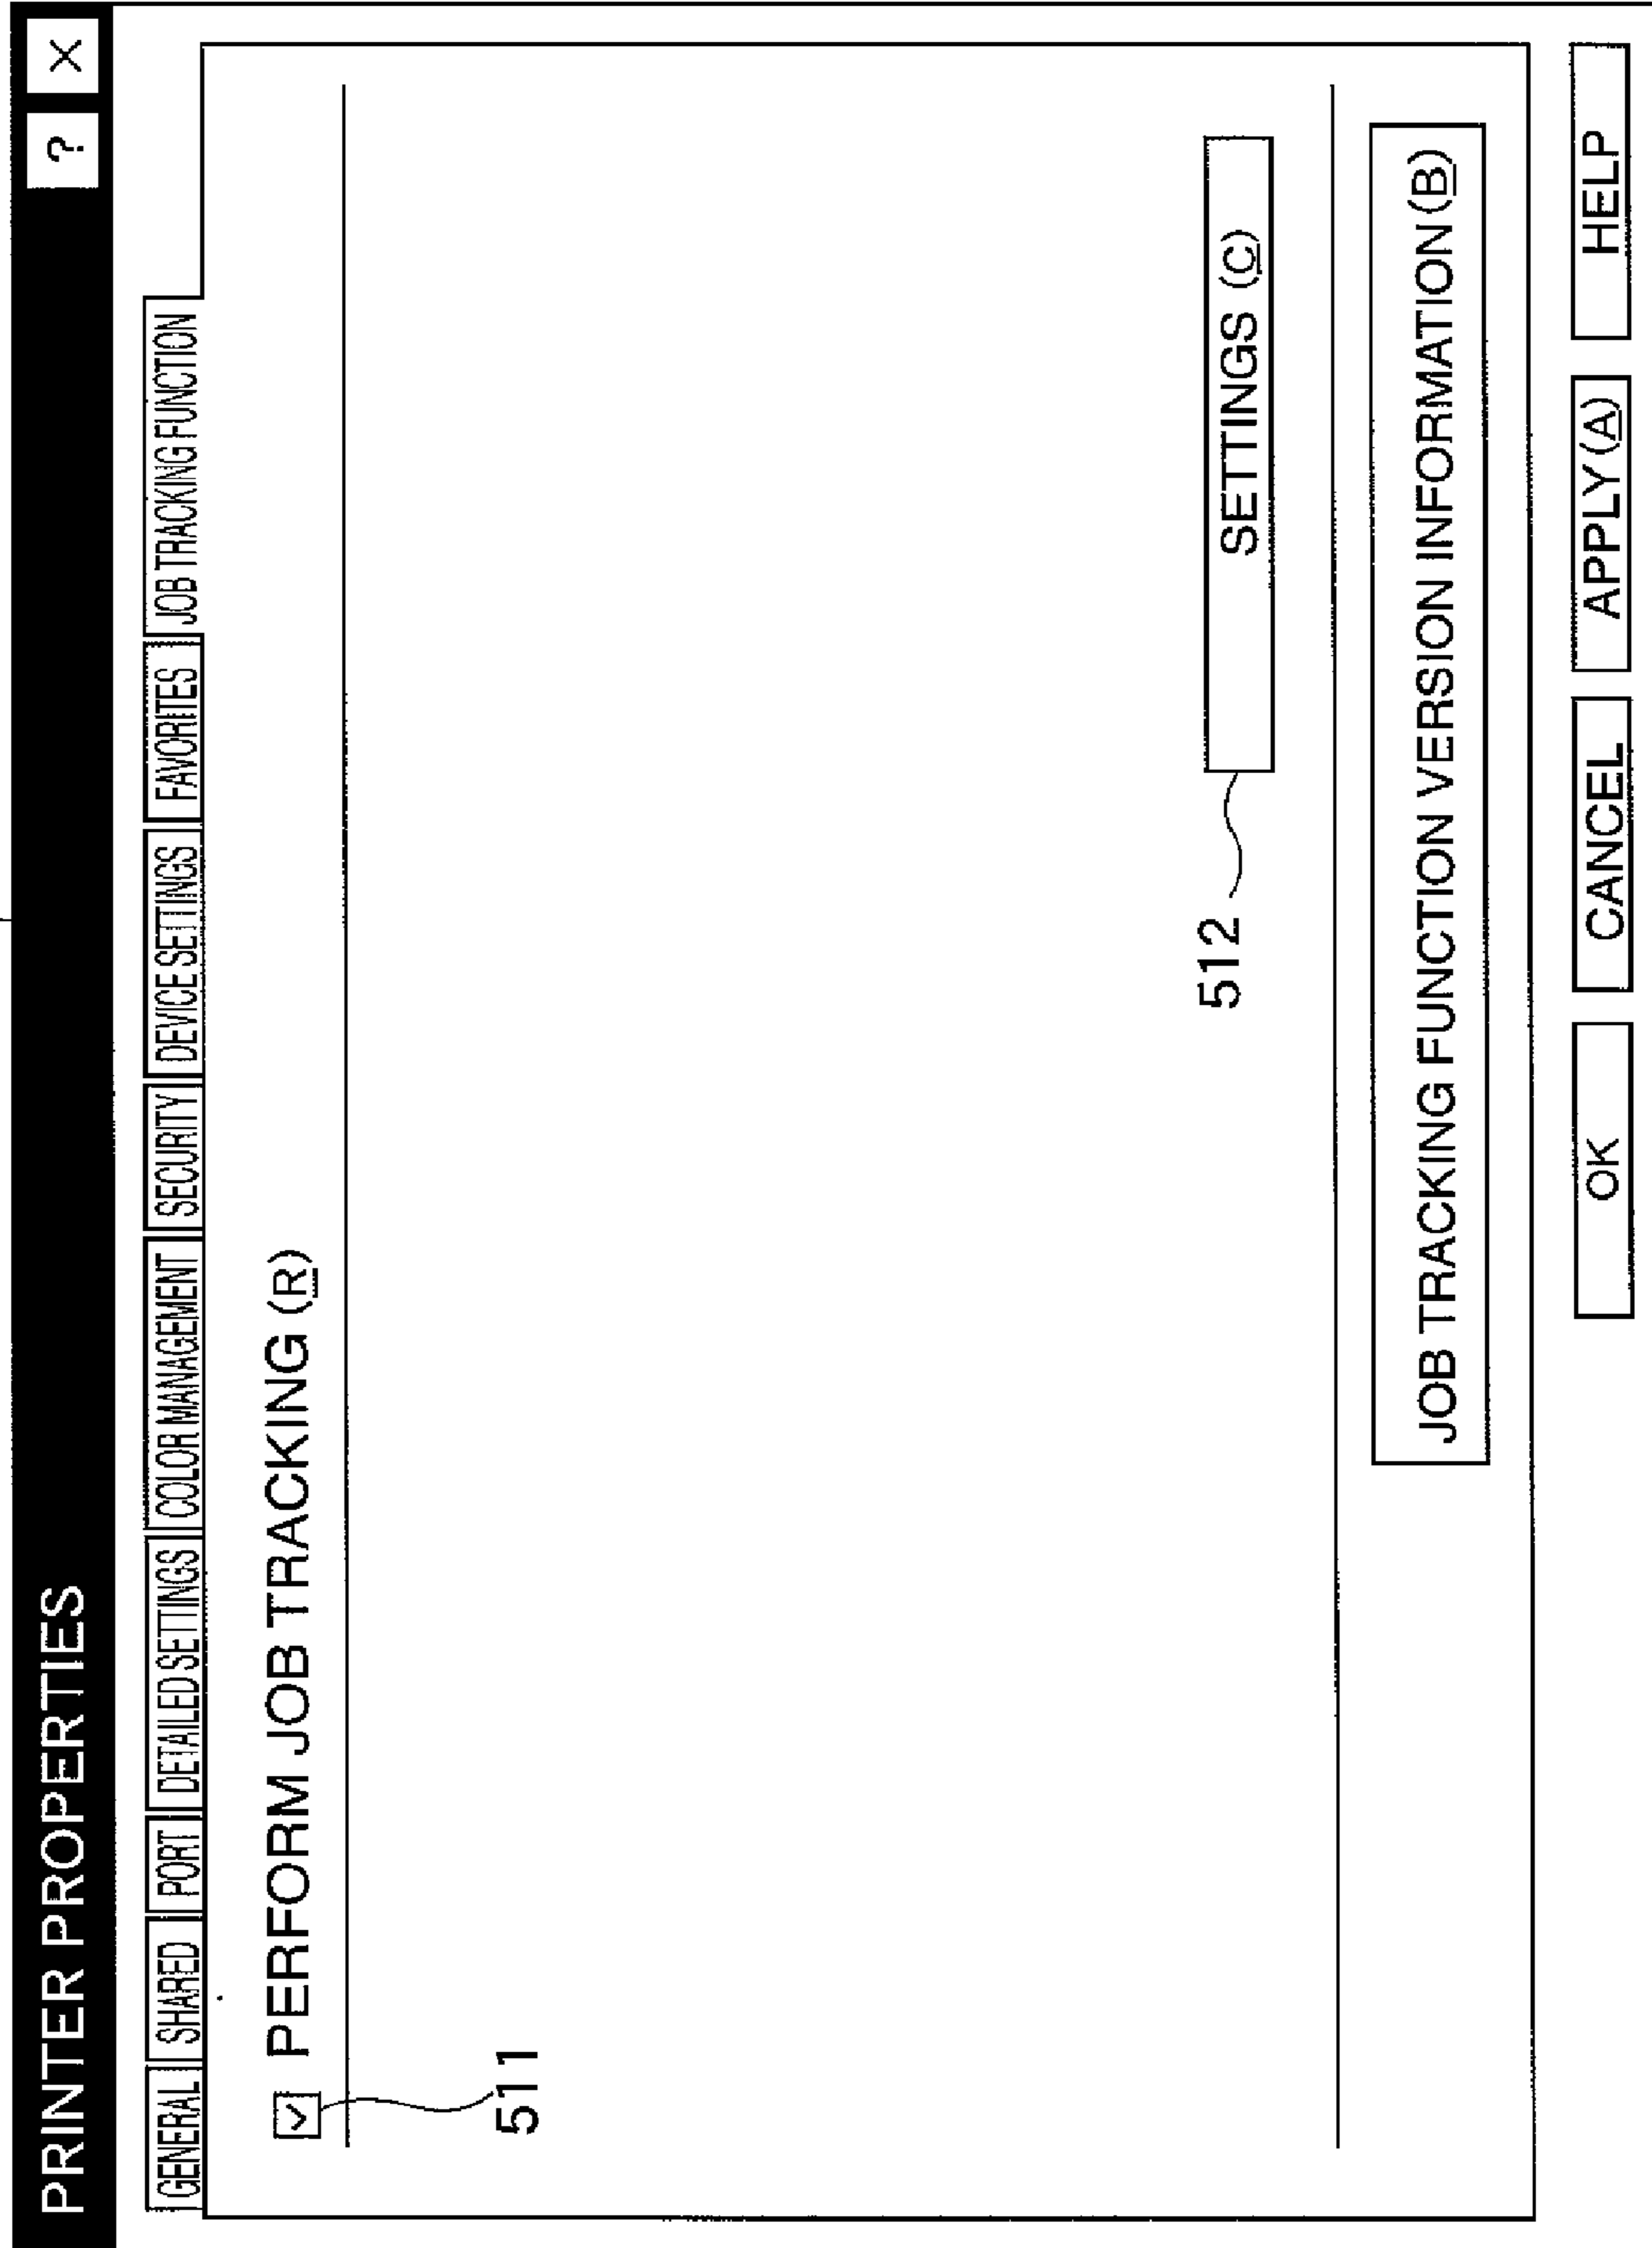 PRINTER PROPERTIES ? X
GENERAL SHARED PORT DETAILED SETTINGS COLOR MANAGEMENT SECURITY DEVICE SETTINGS FAVORITES JOB TRACKING FUNCTION
PERFORM JOB TRACKING (R)
511
512
SETTINGS (C)
JOB TRACKING FUNCTION VERSION INFORMATION (B)
OK CANCEL APPLY (A) HELP